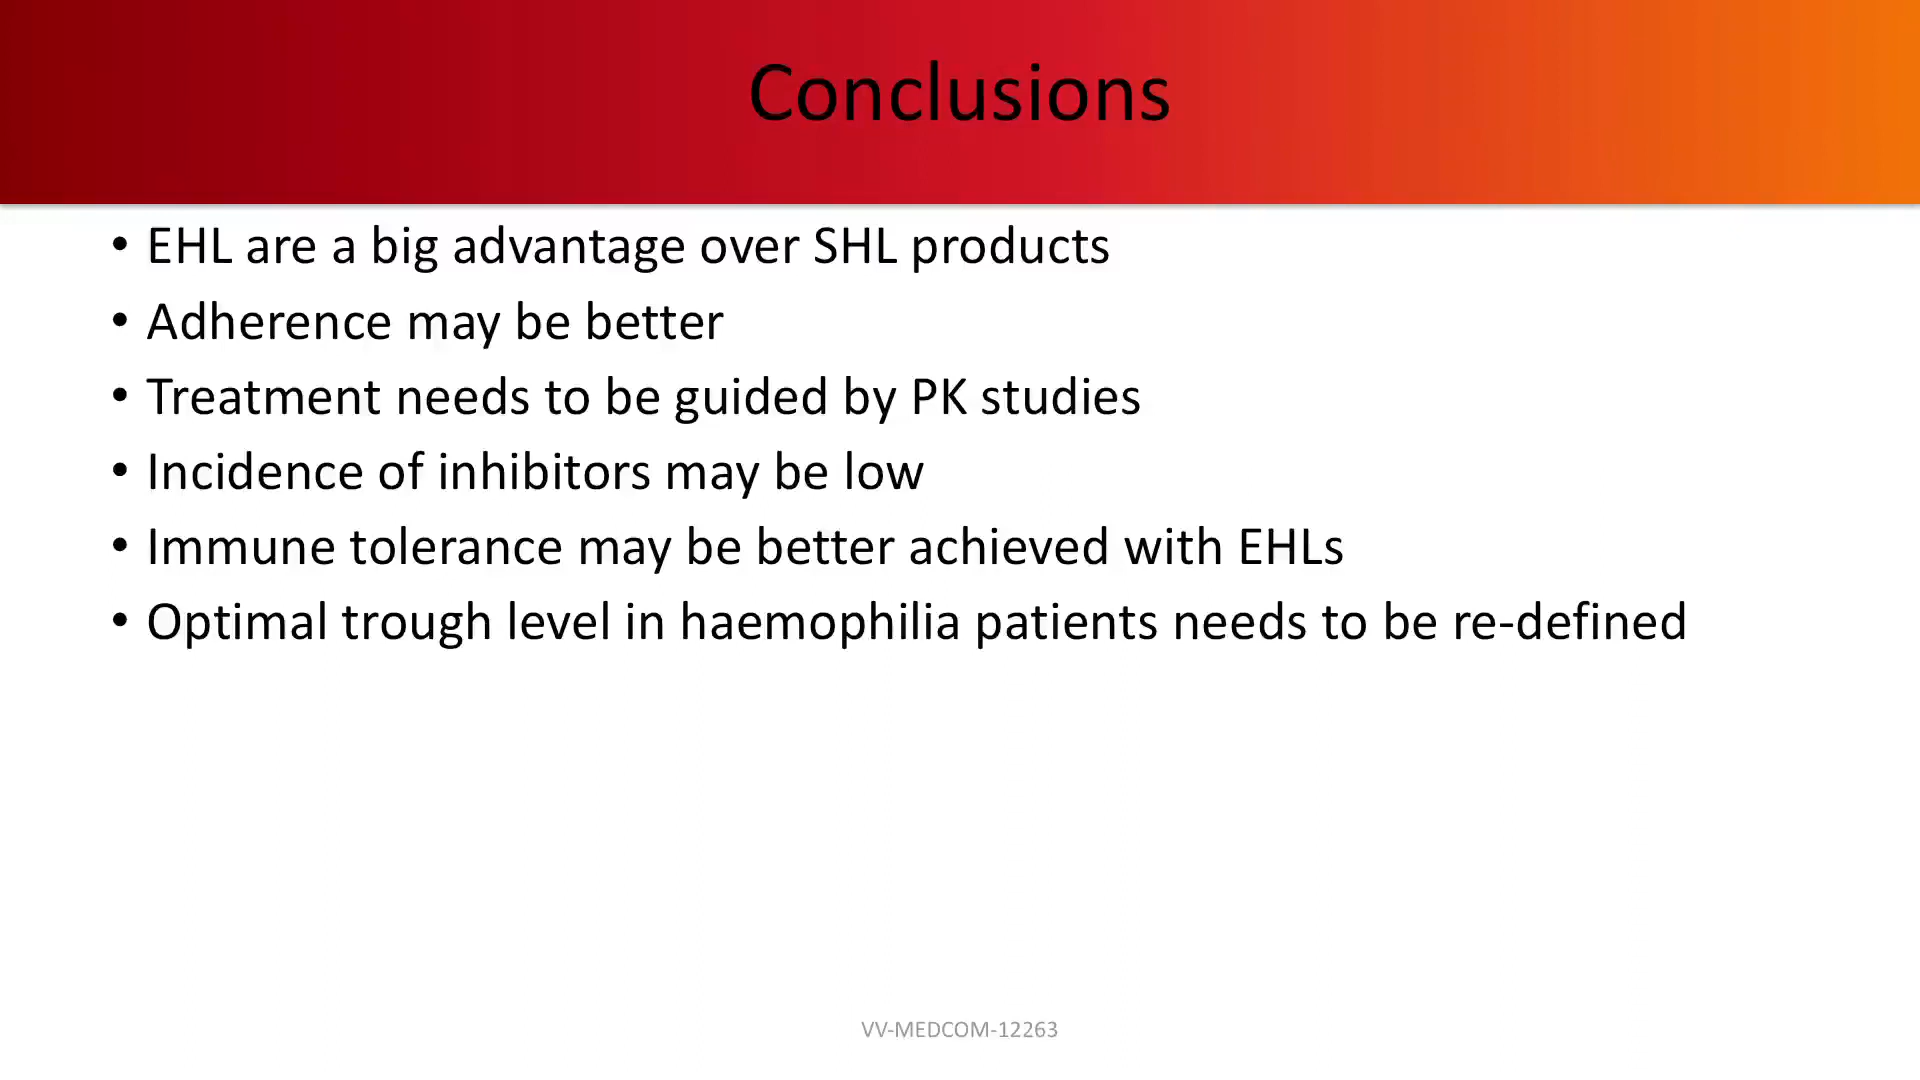 Conclusions
• EHL are a big advantage over SHL products
• Adherence may be better
• Treatment needs to be guided by PK studies
• Incidence of inhibitors may be low
• Immune tolerance may be better achieved with EHLs
• Optimal trough level in haemophilia patients needs to be re-defined
VV-MEDCOM-12263